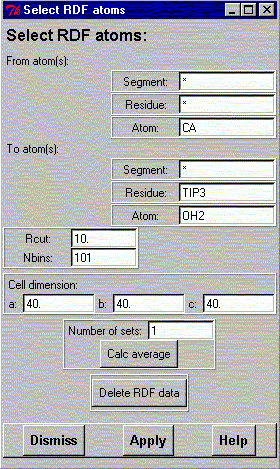 Select RDF atoms
Select RDF atoms:
From atom(s):
Segment: *
Residue: *
Atom: CA
To atom(s):
Segment: *
Residue: TIP3
Atom: OH2
Rcut: 10.
Nbins: 101
Cell dimension:
a: 40. b: 40. c: 40.
Number of sets: 1
Calc average
Delete RDF data
Dismiss Apply Help